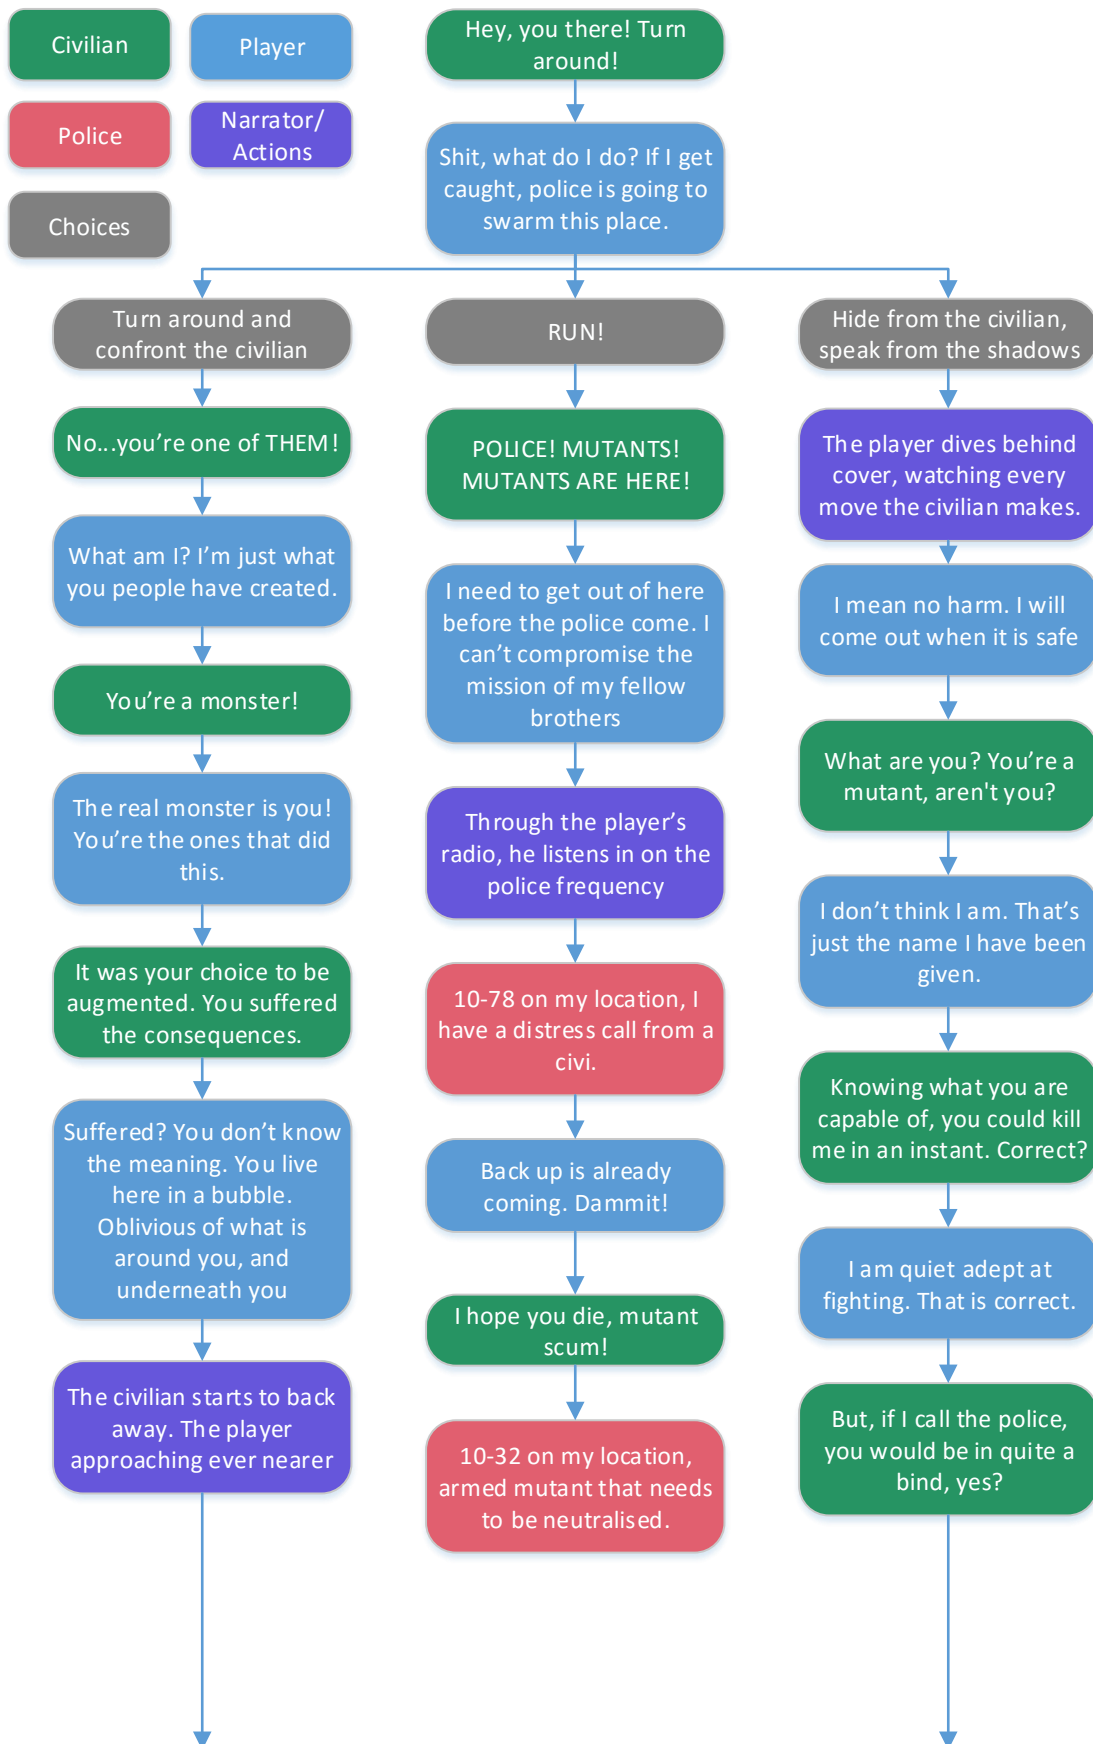 Civilian
Player
Police
Narrator/
Actions
Choices
Hey, you there! Turn
around!
Shit, what do I do? If I get
caught, police is going to
swarm this place.
Turn around and
confront the civilian
No...you're one of THEM!
What am I? I'm just what
you people have created.
You're a monster!
The real monster is you!
You're the ones that did
this.
It was your choice to be
augmented. You suffered
the consequences.
Suffered? You don't know
the meaning. You live
here in a bubble.
Oblivious of what is
around you, and
underneath you
The civilian starts to back
away. The player
approaching ever nearer
RUN!
POLICE! MUTANTS!
MUTANTS ARE HERE!
I need to get out of here
before the police come. I
can't compromise the
mission of my fellow
brothers
Through the player's
radio, he listens in on the
police frequency
10-78 on my location, I
have a distress call from a
civi.
Back up is already
coming. Dammit!
I hope you die, mutant
scum!
10-32 on my location,
armed mutant that needs
to be neutralised.
Hide from the civilian,
speak from the shadows
The player dives behind
cover, watching every
move the civilian makes.
I mean no harm. I will
come out when it is safe
What are you? You're a
mutant, aren't you?
I don't think I am. That's
just the name I have been
given.
Knowing what you are
capable of, you could kill
me in an instant. Correct?
I am quiet adept at
fighting. That is correct.
But, if I call the police,
you would be in quite a
bind, yes?